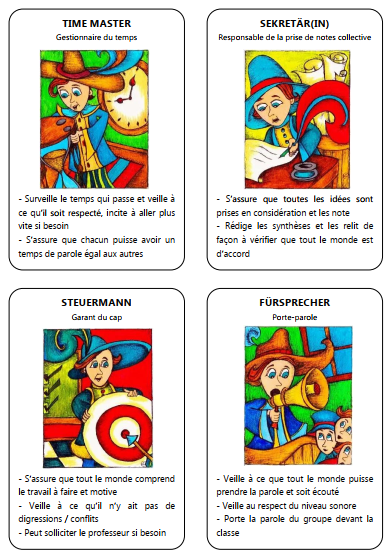 TIME MASTER
Gestionnaire du temps
- Surveille le temps qui passe et veille à
ce qu'il soit respecté, incite à aller plus
vite si besoin
- S'assure que chacun puisse avoir un
temps de parole égal aux autres
SEKRETÄR(IN)
Responsable de la prise de notes collective
- S'assure que toutes les idées sont
prises en considération et les note
- Rédige les synthèses et les relit de
façon à vérifier que tout le monde est
d'accord
STEUERMANN
Garant du cap
- S'assure que tout le monde comprend
le travail à faire et motive
- Veille à ce qu'il n'y ait pas de
digressions / conflits
- Peut solliciter le professeur si besoin
FÜRSPRECHER
Porte-parole
- Veille à ce que tout le monde puisse
prendre la parole et soit écouté
- Veille au respect du niveau sonore
- Porte la parole du groupe devant la
classe